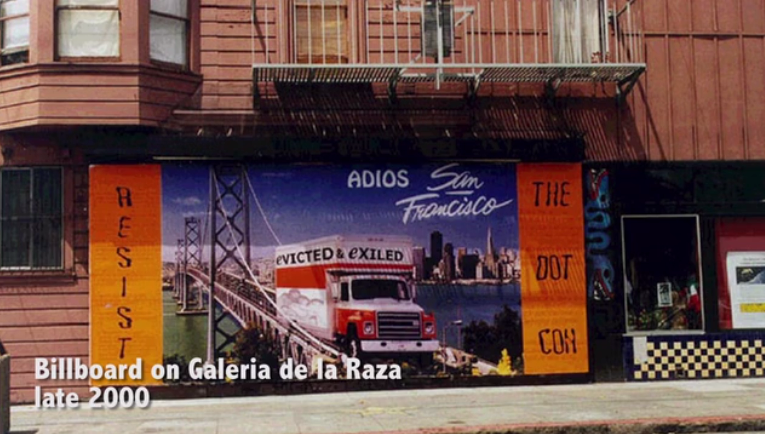 ADIOS San
Francisco
RESIST
EVICTED & EXILED
THE
DOT
CON
Billboard on Galeria de la Raza
late 2000